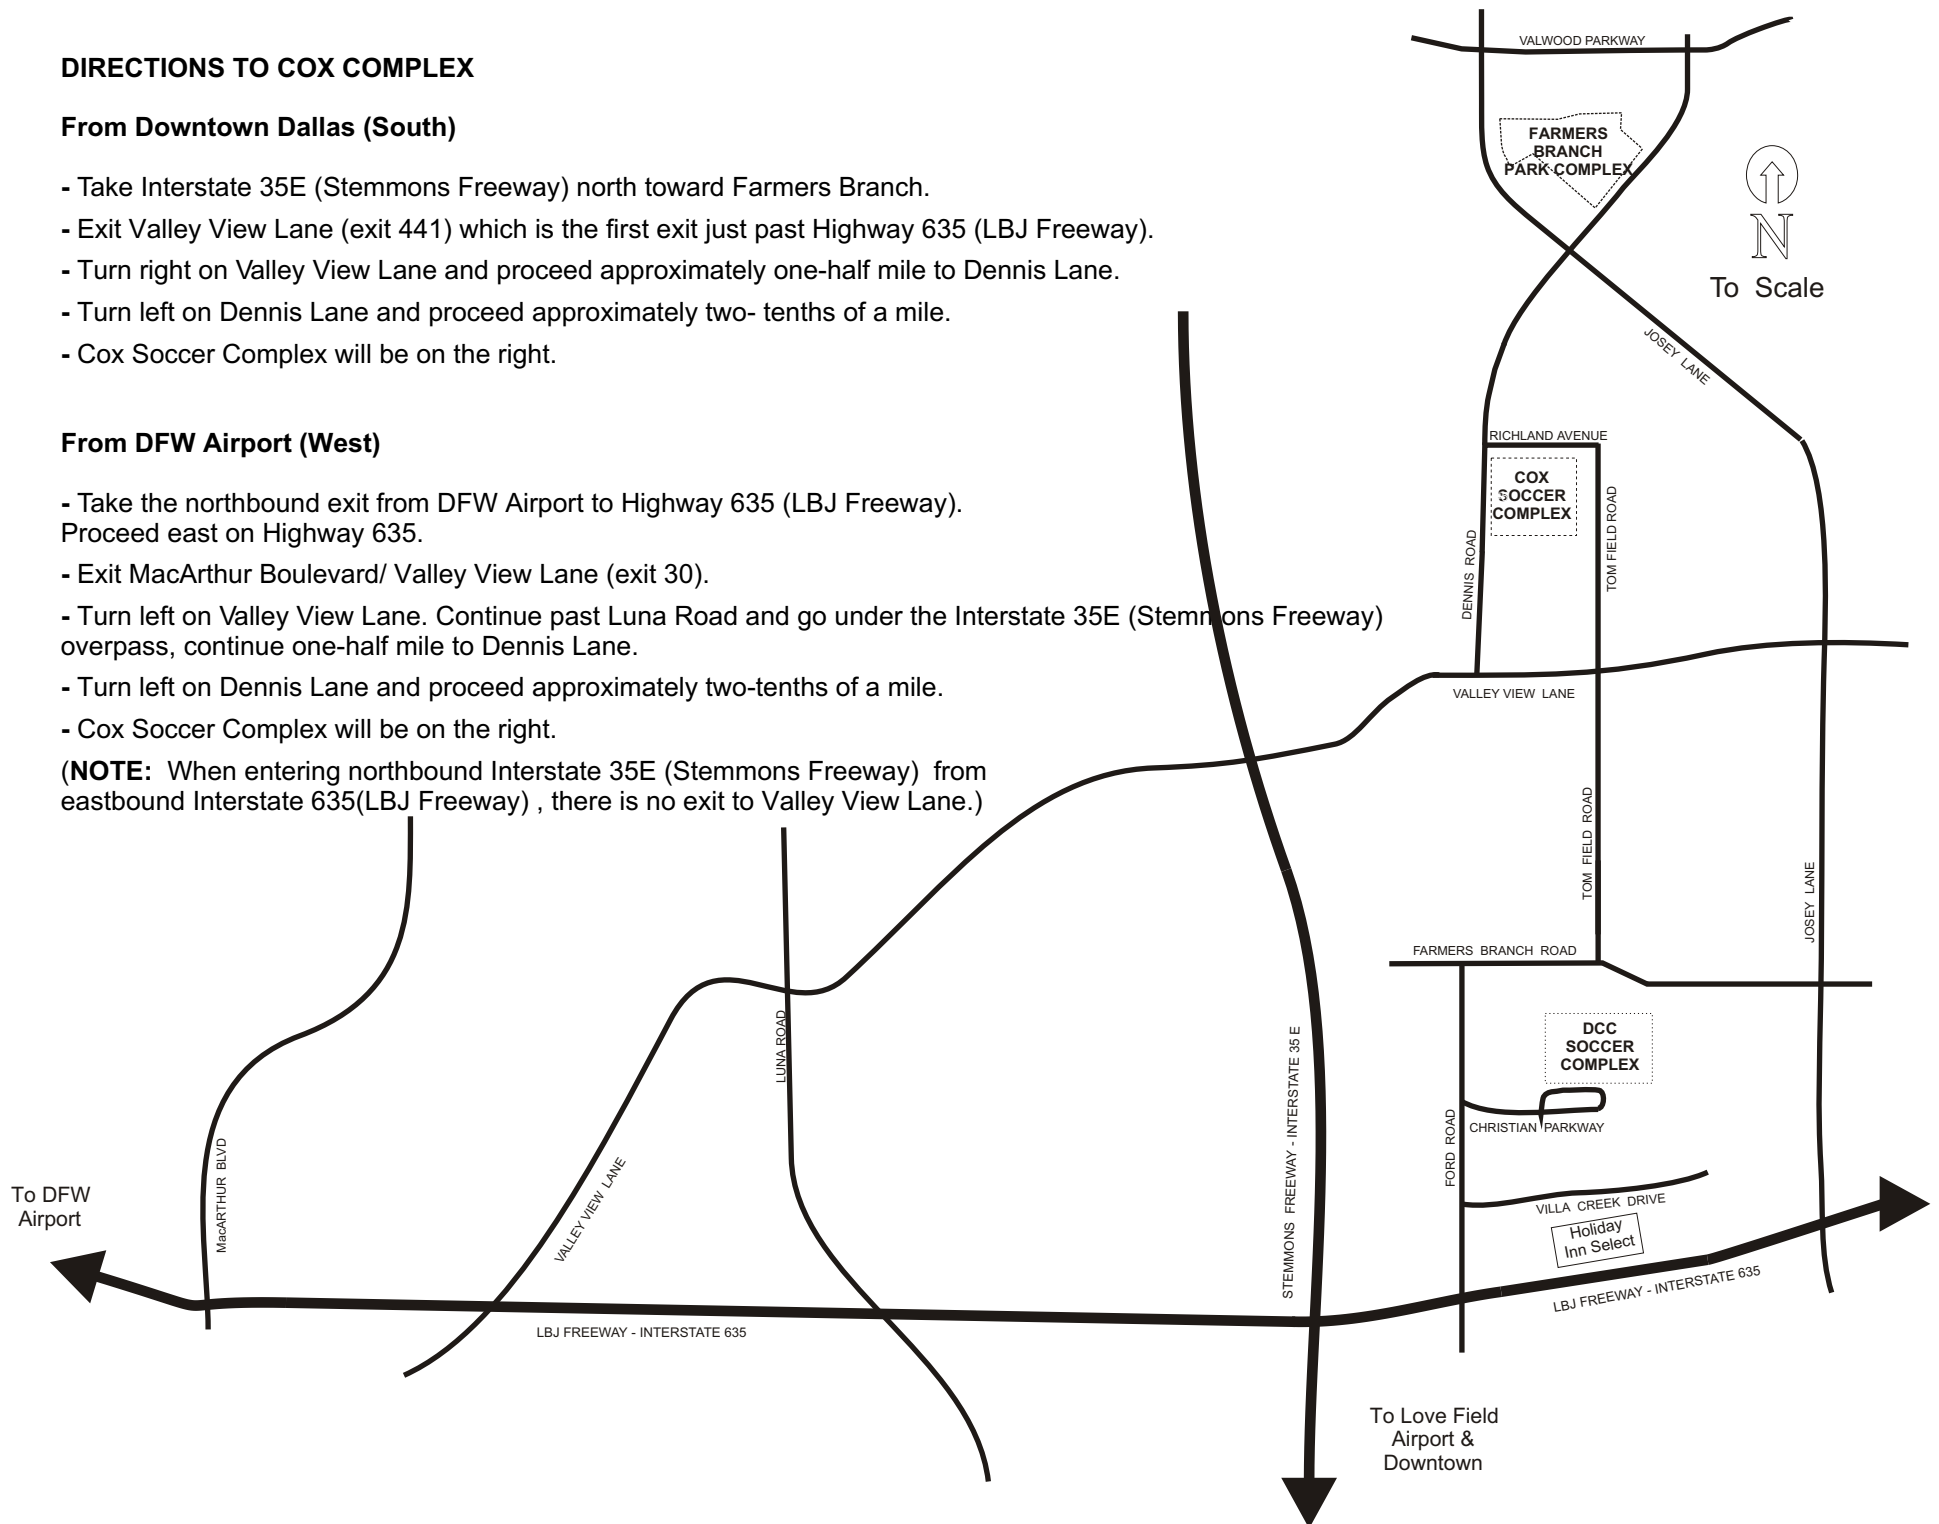 DIRECTIONS TO COX COMPLEX
From Downtown Dallas (South)
- Take Interstate 35E (Stemmons Freeway) north toward Farmers Branch.
- Exit Valley View Lane (exit 441) which is the first exit just past Highway 635 (LBJ Freeway).
- Turn right on Valley View Lane and proceed approximately one-half mile to Dennis Lane.
- Turn left on Dennis Lane and proceed approximately two- tenths of a mile.
- Cox Soccer Complex will be on the right.
From DFW Airport (West)
- Take the northbound exit from DFW Airport to Highway 635 (LBJ Freeway).
Proceed east on Highway 635.
- Exit MacArthur Boulevard/ Valley View Lane (exit 30).
- Turn left on Valley View Lane. Continue past Luna Road and go under the Interstate 35E (Stemmons Freeway)
overpass, continue one-half mile to Dennis Lane.
- Turn left on Dennis Lane and proceed approximately two-tenths of a mile.
- Cox Soccer Complex will be on the right.
(NOTE: When entering northbound Interstate 35E (Stemmons Freeway) from
eastbound Interstate 635(LBJ Freeway) , there is no exit to Valley View Lane.)
VALWOOD PARKWAY
FARMERS
BRANCH
PARK COMPLEX
N
To Scale
JOSEY LANE
RICHLAND AVENUE
COX
SOCCER
COMPLEX
TOM FIELD ROAD
DENNIS ROAD
VALLEY VIEW LANE
TOM FIELD ROAD
JOSEY LANE
FARMERS BRANCH ROAD
DCC
SOCCER
COMPLEX
LUNA ROAD
STEMMONS FREEWAY - INTERSTATE 35 E
FORD ROAD
CHRISTIAN PARKWAY
MacARTHUR BLVD
VALLEY VIEW LANE
To DFW
Airport
VILLA CREEK DRIVE
Holiday
Inn Select
LBJ FREEWAY - INTERSTATE 635
LBJ FREEWAY - INTERSTATE 635
To Love Field
Airport &
Downtown